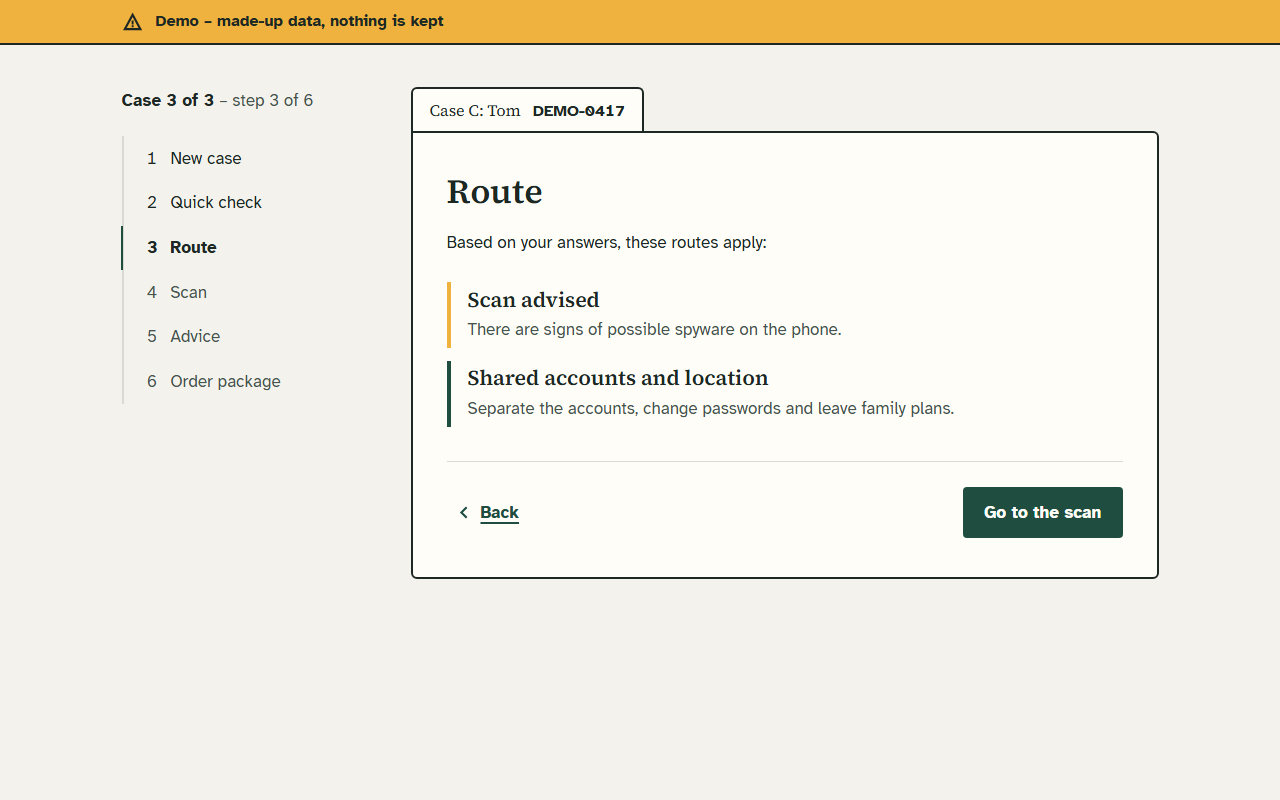 Demo – made-up data, nothing is kept
Case 3 of 3 – step 3 of 6
1 New case
2 Quick check
3 Route
4 Scan
5 Advice
6 Order package
Case C: Tom DEMO-0417
Route
Based on your answers, these routes apply:
Scan advised
There are signs of possible spyware on the phone.
Shared accounts and location
Separate the accounts, change passwords and leave family plans.
Back
Go to the scan